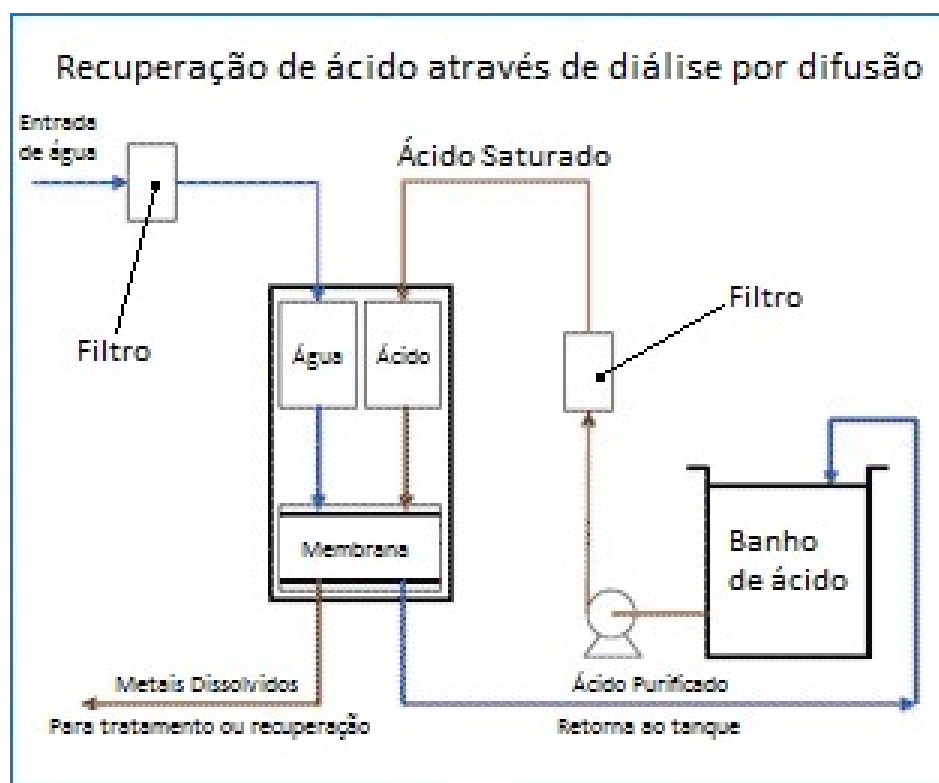 Recuperação de ácido através de diálise por difusão
Entrada
de água
Ácido Saturado
Filtro
Filtro
Água
Ácido
Membrana
Banho
de ácido
Metais Dissolvidos
Para tratamento ou recuperação
Ácido Purificado
Retorna ao tanque